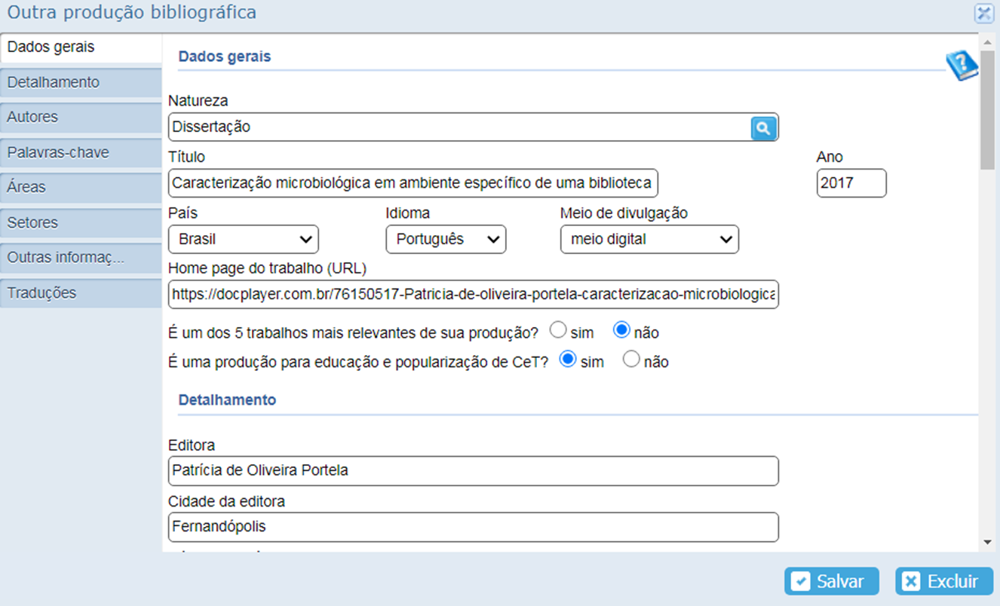 Outra produção bibliográfica
Dados gerais
Detalhamento
Autores
Palavras-chave
Áreas
Setores
Outras informaç...
Traduções
Dados gerais
Natureza
Dissertação
Título
Ano
Caracterização microbiológica em ambiente específico de uma biblioteca
2017
País
Idioma
Meio de divulgação
Brasil
Português
meio digital
Home page do trabalho (URL)
https://docplayer.com.br/76150517-Patricia-de-oliveira-portela-caracterizacao-microbiologica
É um dos 5 trabalhos mais relevantes de sua produção? sim não
É uma produção para educação e popularização de CeT? sim não
Detalhamento
Editora
Patrícia de Oliveira Portela
Cidade da editora
Fernandópolis
Salvar
Excluir